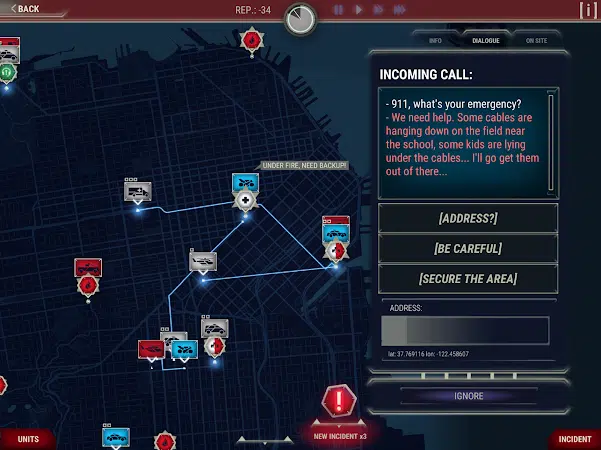 BACK
REP.: -34
[i]
INFO
DIALOGUE
ON SITE
INCOMING CALL:
- 911, what's your emergency?
- We need help. Some cables are
hanging down on the field near
the school, some kids are lying
under the cables... I'll go get them
out of there...
UNDER FIRE, NEED BACKUP!
[ADDRESS?]
[BE CAREFUL]
[SECURE THE AREA]
ADDRESS:
lat: 37.769116 lon: -122.458607
IGNORE
UNITS
NEW INCIDENT x3
INCIDENT